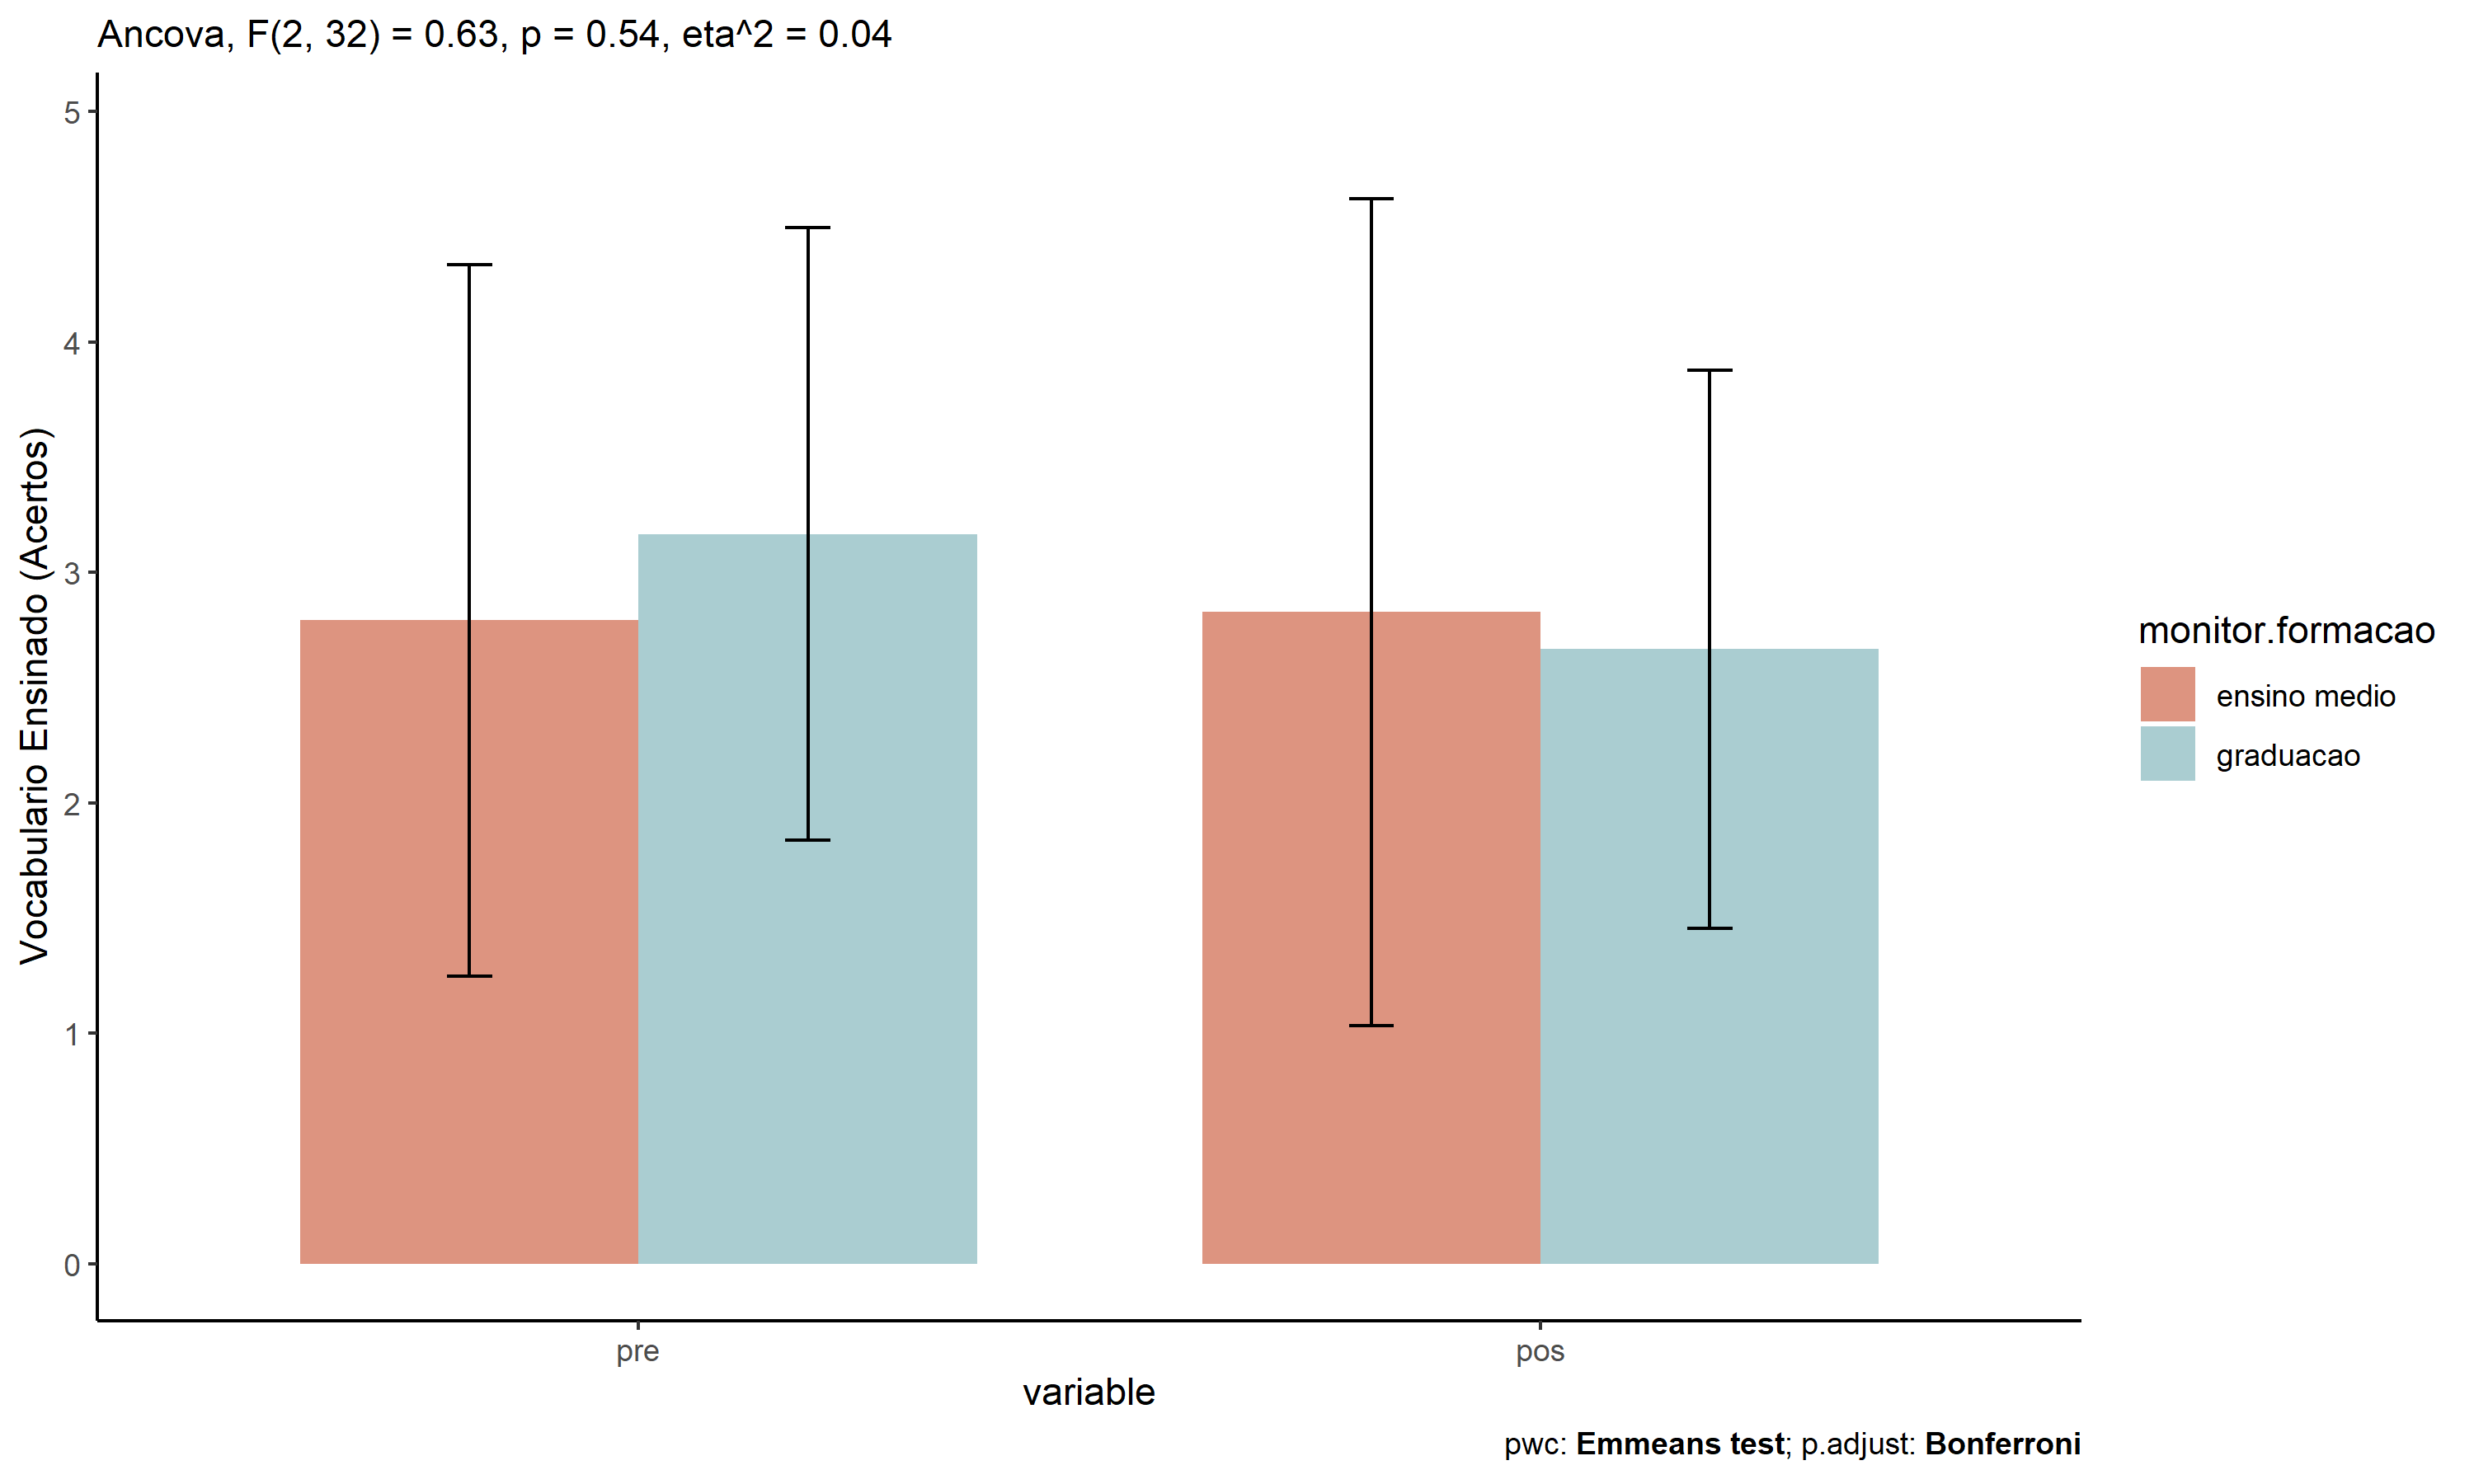 Ancova, F(2, 32) = 0.63, p = 0.54, eta^2 = 0.04
Vocabulario Ensinado (Acertos)
5
4
3
2
1
0
pre
pos
variable
monitor.formacao
ensino medio
graduacao
pwc: Emmeans test; p.adjust: Bonferroni